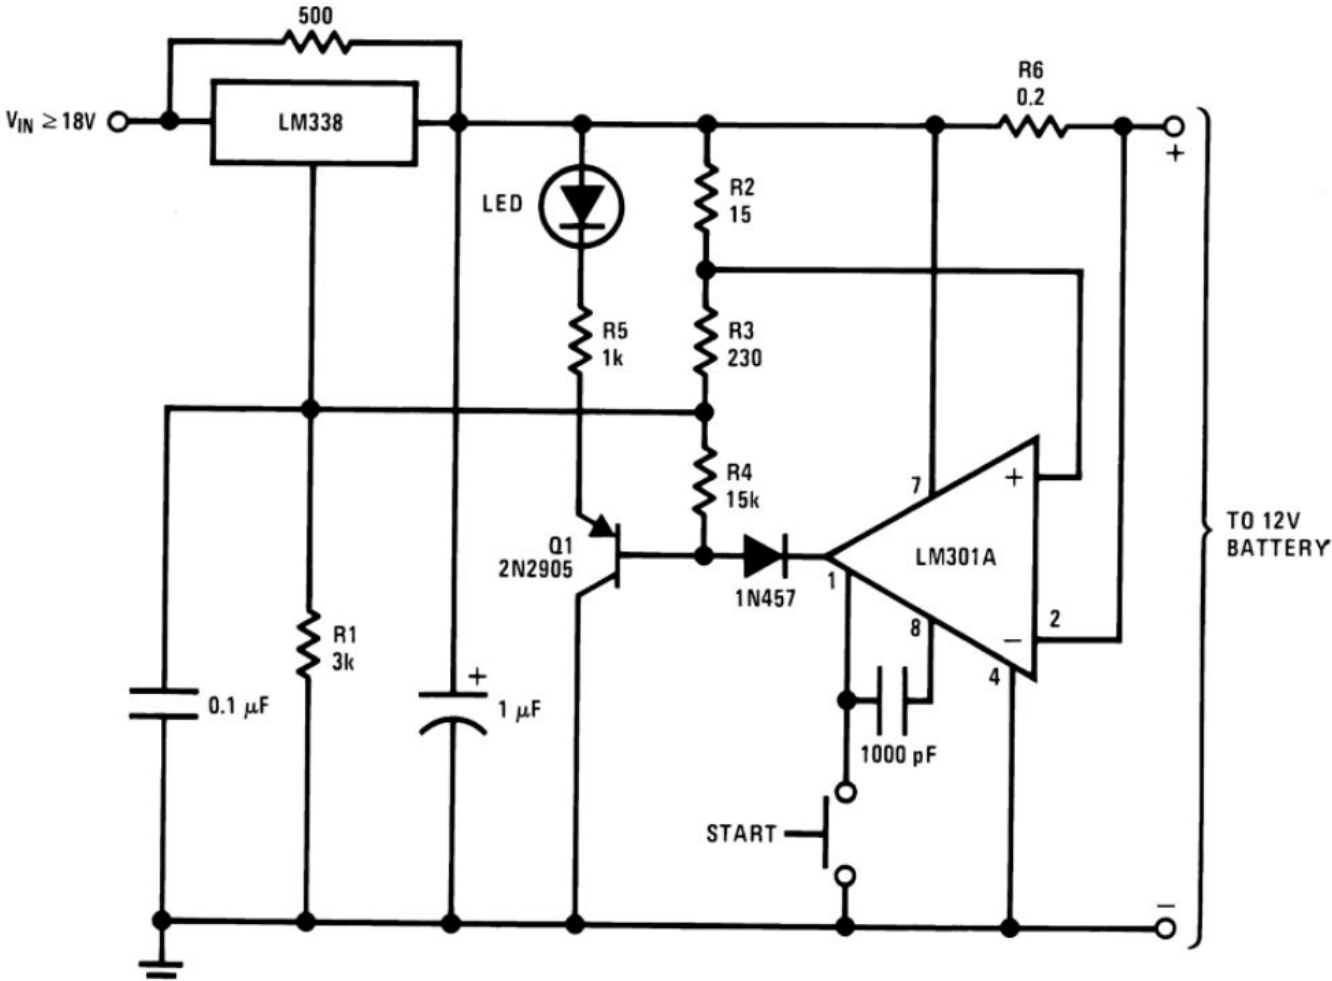 500
V_IN ≥ 18V
LM338
R6
0.2
+
LED
R2
15
R5
1k
R3
230
R4
15k
7
+
LM301A
TO 12V
BATTERY
Q1
2N2905
1N457
1
8
2
−
4
R1
3k
0.1 μF
+
1 μF
1000 pF
START
−